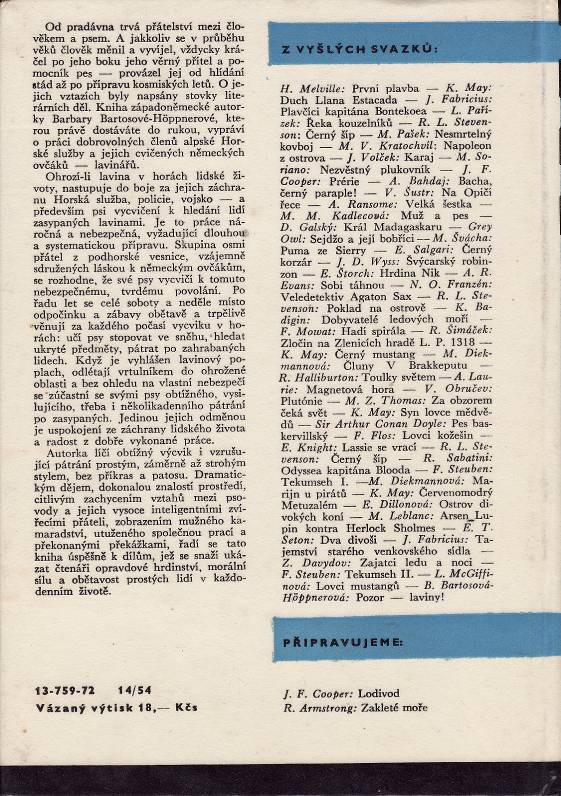 Od pradávna trvá přátelství mezi člo-
věkem a psem. A jakkoliv se v průběhu
věků člověk měnil a vyvíjel, vždycky krá-
čel po jeho boku jeho věrný přítel a po-
mocník pes — provázel jej od hlídání
stád až po přípravu kosmických letů. O je-
jich vztazích byly napsány stovky lite-
rárních děl. Kniha západoněmecké autor-
ky Barbary Bartosové-Höppnerové, kte-
rou právě dostáváte do rukou, vypráví
o práci dobrovolných členů alpské Hor-
ské služby a jejich cvičených německých
ovčáků — lavinářů.
Ohrozí-li lavina v horách lidské ži-
voty, nastupuje do boje za jejich záchra-
nu Horská služba, policie, vojsko — a
především psi vycvičení k hledání lidí
zasypaných lavinami. Je to práce ná-
ročná a nebezpečná, vyžadující dlouhou
a systematickou přípravu. Skupina osmi
přátel z podhorské vesnice, vzájemně
sdružených láskou k německým ovčákům,
se rozhodne, že své psy vycvičí k tomuto
nebezpečnému, tvrdému povolání. Po
řadu let se celé soboty a neděle místo
odpočinku a zábavy obětavě a trpělivě
věnují za každého počasí výcviku v ho-
rách: učí psy stopovat ve sněhu, hledat
ukryté předměty, pátrat po zahrabaných
lidech. Když je vyhlášen lavinový po-
plach, odlétají vrtulníkem do ohrožené
oblasti a bez ohledu na vlastní nebezpečí
se zúčastní se svými psy obtížného, vysi-
lujícího, třeba i několikadenního pátrání
po zasypaných. Jedinou jejich odměnou
je uspokojení ze záchrany lidského života
a radost z dobře vykonané práce.
Autorka líčí obtížný výcvik i vzrušu-
jící pátrání prostým, záměrně až strohým
stylem, bez příkras a patosu. Dramatic-
kým dějem, dokonalou znalostí prostředí,
citlivým zachycením vztahů mezi pso-
vody a jejich vysoce inteligentními zví-
řecími přáteli, zobrazením mužného ka-
marádství, utuženého společnou prací a
překonanými překážkami, řadí se tato
kniha úspěšně k dílům, jež se snaží uká-
zat čtenáři opravdové hrdinství, morální
sílu a obětavost prostých lidí v každo-
denním životě.
13-759-72 14/54
Vázaný výtisk 18,— Kčs
Z VYŠLÝCH SVAZKŮ:
H. Melville: První plavba — K. May:
Duch Llana Estacada — J. Fabricius:
Plavčíci kapitána Bontekoea — L. Paří-
zek: Řeka kouzelníků — R. L. Steven-
son: Černý šíp — M. Pašek: Nesmrtelný
kovboj — M. V. Kratochvíl: Napoleon
z ostrova — J. Volček: Karaj — M. So-
riano: Nezvěstný plukovník — J. F.
Cooper: Prérie — A. Bahdaj: Bacha,
černý paraple! — V. Šustr: Na Opičí
řece — A. Ransome: Velká šestka —
M. M. Kadlecová: Muž a pes —
D. Galský: Král Madagaskaru — Grey
Owl: Sejdžo a její bobříci — M. Švácha:
Puma ze Sierry — E. Salgari: Černý
korzár — J. D. Wyss: Švýcarský robin-
zon — E. Štorch: Hrdina Nik — A. R.
Evans: Sobi táhnou — N. O. Franzén:
Veledetektiv Agaton Sax — R. L. Ste-
venson: Poklad na ostrově — K. Ba-
digin: Dobyvatelé ledových moří —
F. Mowat: Hadí spirála — R. Šimáček:
Zločin na Zlenicích hradě L. P. 1318 —
K. May: Černý mustang — M. Diek-
mannová: Čluny V Brakkeputu —
R. Halliburton: Toulky světem — A. Lau-
rie: Magnetová hora — V. Obručev:
Plutónie — M. Z. Thomas: Za obzorem
čeká svět — K. May: Syn lovce medvě-
dů — Sir Arthur Conan Doyle: Pes bas-
kervillský — F. Flos: Lovci kožešin —
E. Knight: Lassie se vrací — R. L. Ste-
venson: Černý šíp — R. Sabatini:
Odyssea kapitána Blooda — F. Steuben:
Tekumseh I. — M. Diekmannová: Ma-
rijn u pirátů — K. May: Červenomodrý
Metuzalém — E. Dillonová: Ostrov di-
vokých koní — M. Leblanc: Arsen Lu-
pin kontra Herlock Sholmes — E. T.
Seton: Dva divoši — J. Fabricius: Ta-
jemství starého venkovského sídla —
Z. Davydov: Zajatci ledu a noci —
F. Steuben: Tekumseh II. — L. McGiffi-
nová: Lovci mustangů — B. Bartosová-
Höppnerová: Pozor — laviny!
PŘIPRAVUJEME:
J. F. Cooper: Lodivod
R. Armstrong: Zakleté moře